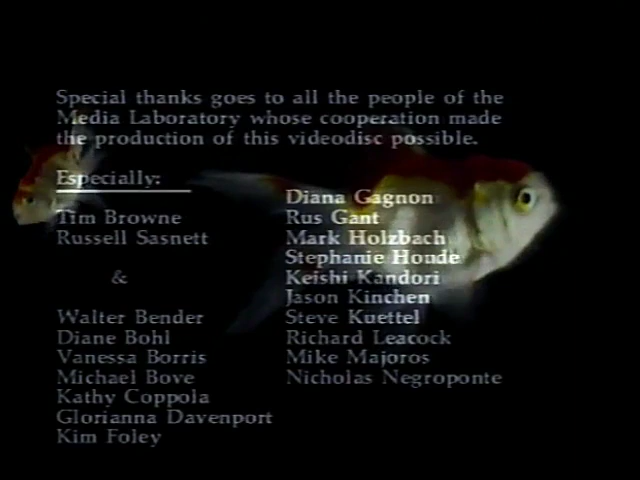 Special thanks goes to all the people of the
Media Laboratory whose cooperation made
the production of this videodisc possible.
Especially:
Tim Browne
Russell Sasnett
&
Walter Bender
Diane Bohl
Vanessa Borris
Michael Bove
Kathy Coppola
Glorianna Davenport
Kim Foley
Diana Gagnon
Rus Gant
Mark Holzbach
Stephanie Houde
Keishi Kandori
Jason Kinchen
Steve Kuettel
Richard Leacock
Mike Majoros
Nicholas Negroponte